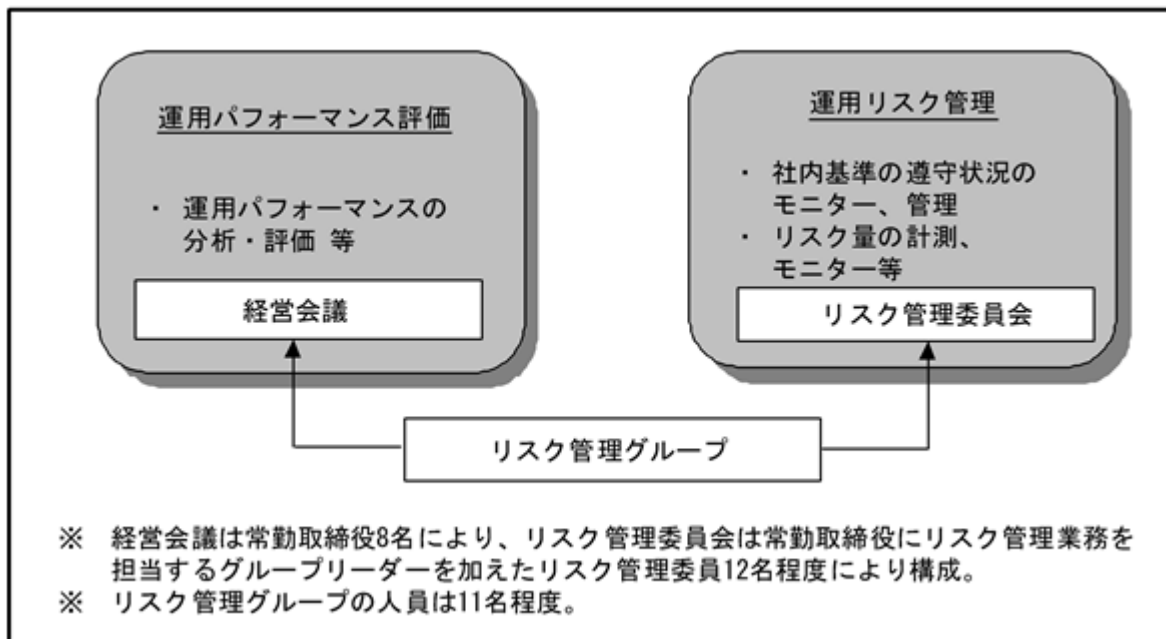 運用パフォーマンス評価
・ 運用パフォーマンスの
分析・評価 等
経営会議
運用リスク管理
・ 社内基準の遵守状況の
モニター、管理
・ リスク量の計測、
モニター等
リスク管理委員会
リスク管理グループ
※ 経営会議は常勤取締役8名により、リスク管理委員会は常勤取締役にリスク管理業務を
担当するグループリーダーを加えたリスク管理委員12名程度により構成。
※ リスク管理グループの人員は11名程度。